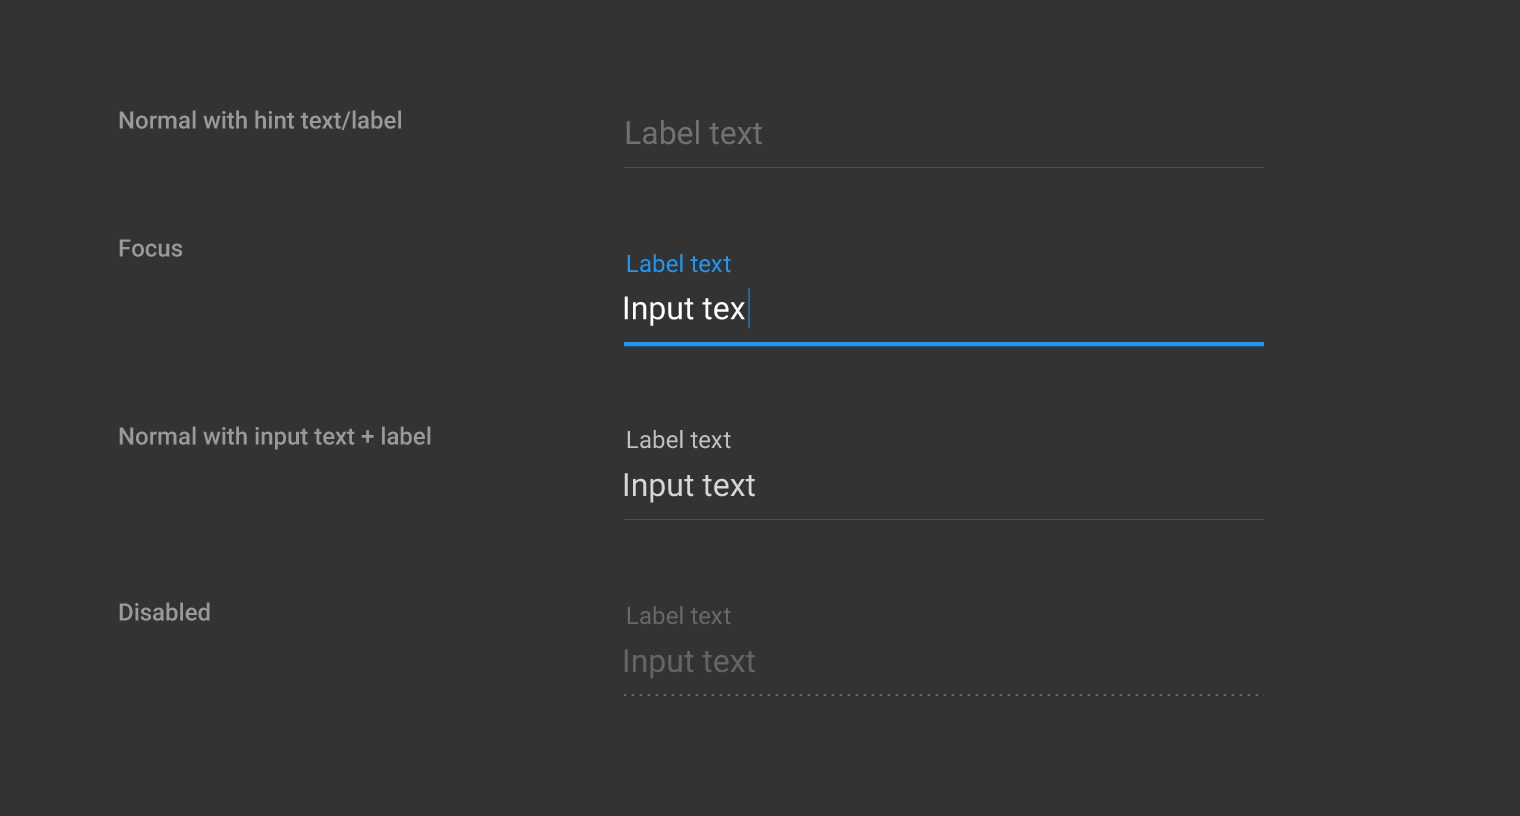 Normal with hint text/label
Label text
Focus
Label text
Input tex
Normal with input text + label
Label text
Input text
Disabled
Label text
Input text